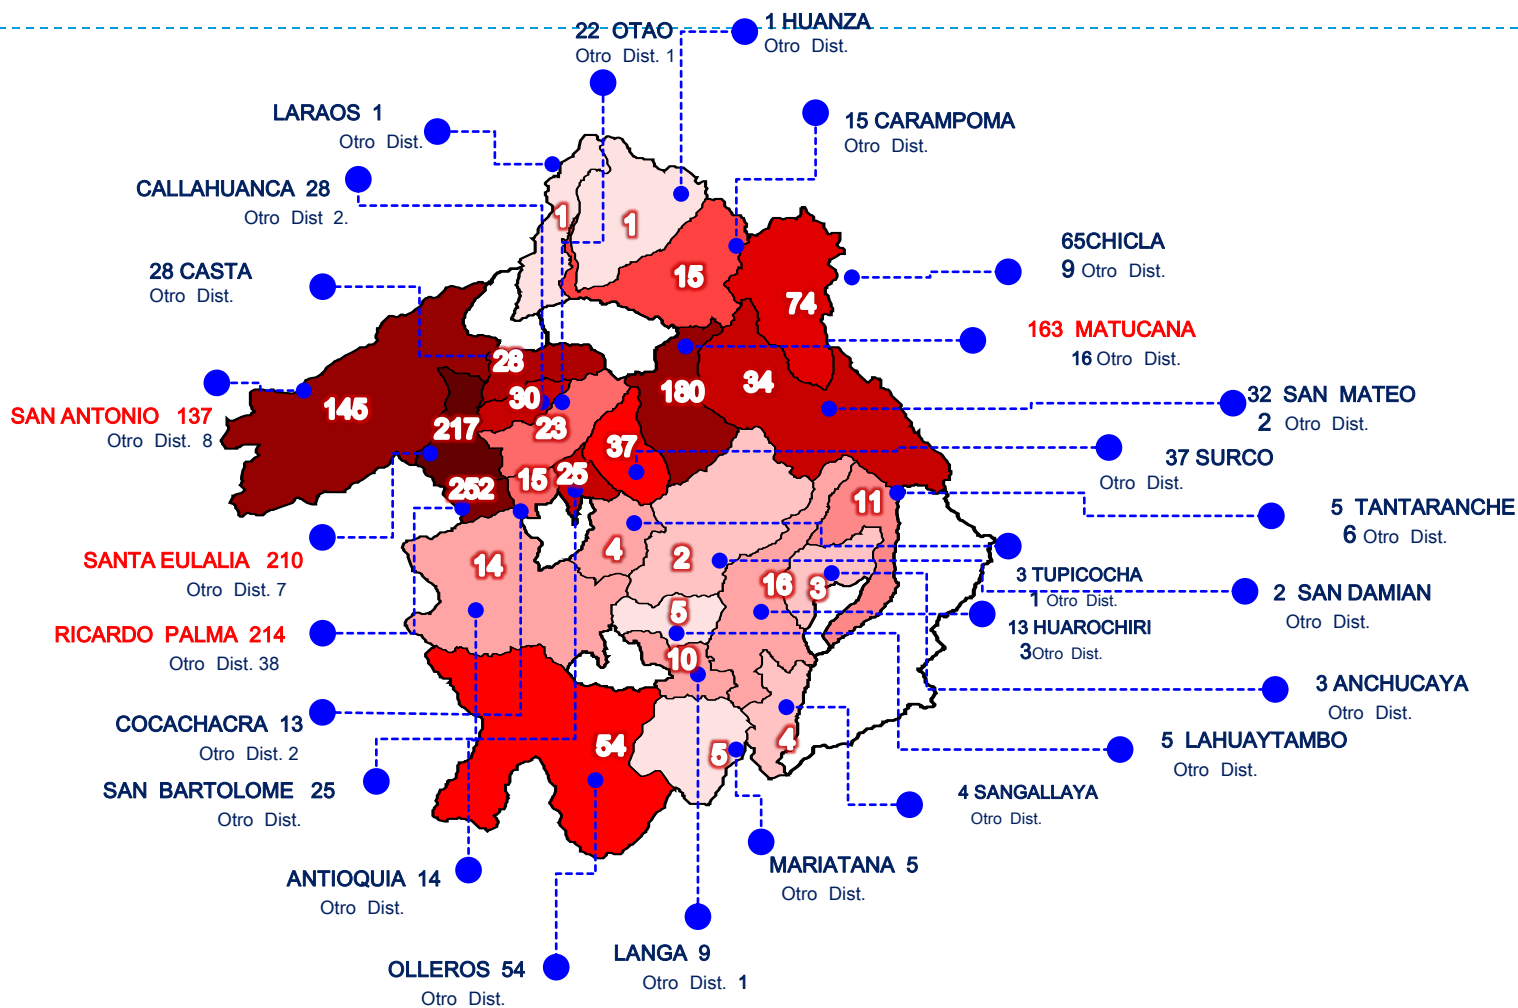 22 OTAO
Otro Dist. 1
1 HUANZA
Otro Dist.
LARAOS 1
Otro Dist.
15 CARAMPOMA
Otro Dist.
CALLAHUANCA 28
Otro Dist 2.
28 CASTA
Otro Dist.
65CHICLA
9 Otro Dist.
163 MATUCANA
16 Otro Dist.
SAN ANTONIO 137
Otro Dist. 8
32 SAN MATEO
2 Otro Dist.
37 SURCO
Otro Dist.
5 TANTARANCHE
6 Otro Dist.
SANTA EULALIA 210
Otro Dist. 7
3 TUPICOCHA
1 Otro Dist.
2 SAN DAMIAN
Otro Dist.
RICARDO PALMA 214
Otro Dist. 38
13 HUAROCHIRI
3Otro Dist.
3 ANCHUCAYA
Otro Dist.
COCACHACRA 13
Otro Dist. 2
5 LAHUAYTAMBO
Otro Dist.
SAN BARTOLOME 25
Otro Dist.
4 SANGALLAYA
Otro Dist.
ANTIOQUIA 14
Otro Dist.
MARIATANA 5
Otro Dist.
LANGA 9
Otro Dist. 1
OLLEROS 54
Otro Dist.
1
1
15
74
28
30
145
217
23
180
34
37
252
15
25
11
14
4
2
16
3
5
10
54
5
4